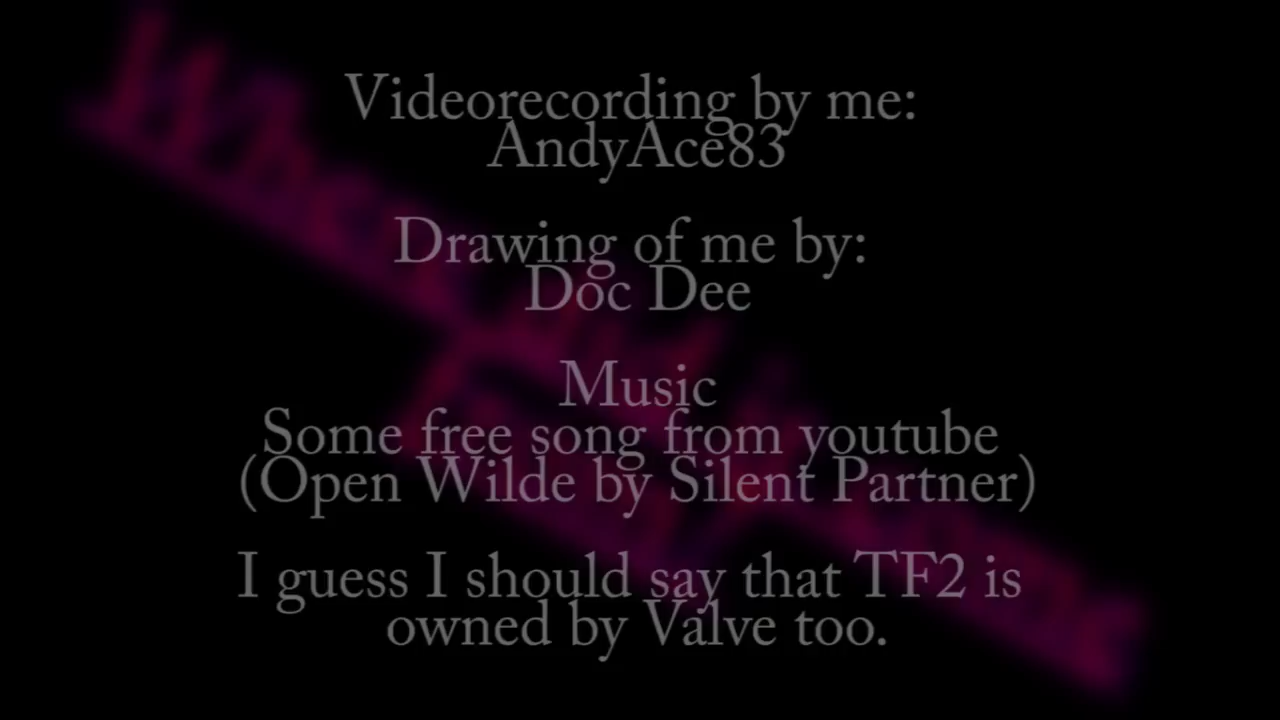 Videorecording by me:
AndyAce83
Drawing of me by:
Doc Dee
Music
Some free song from youtube
(Open Wilde by Silent Partner)
I guess I should say that TF2 is
owned by Valve too.